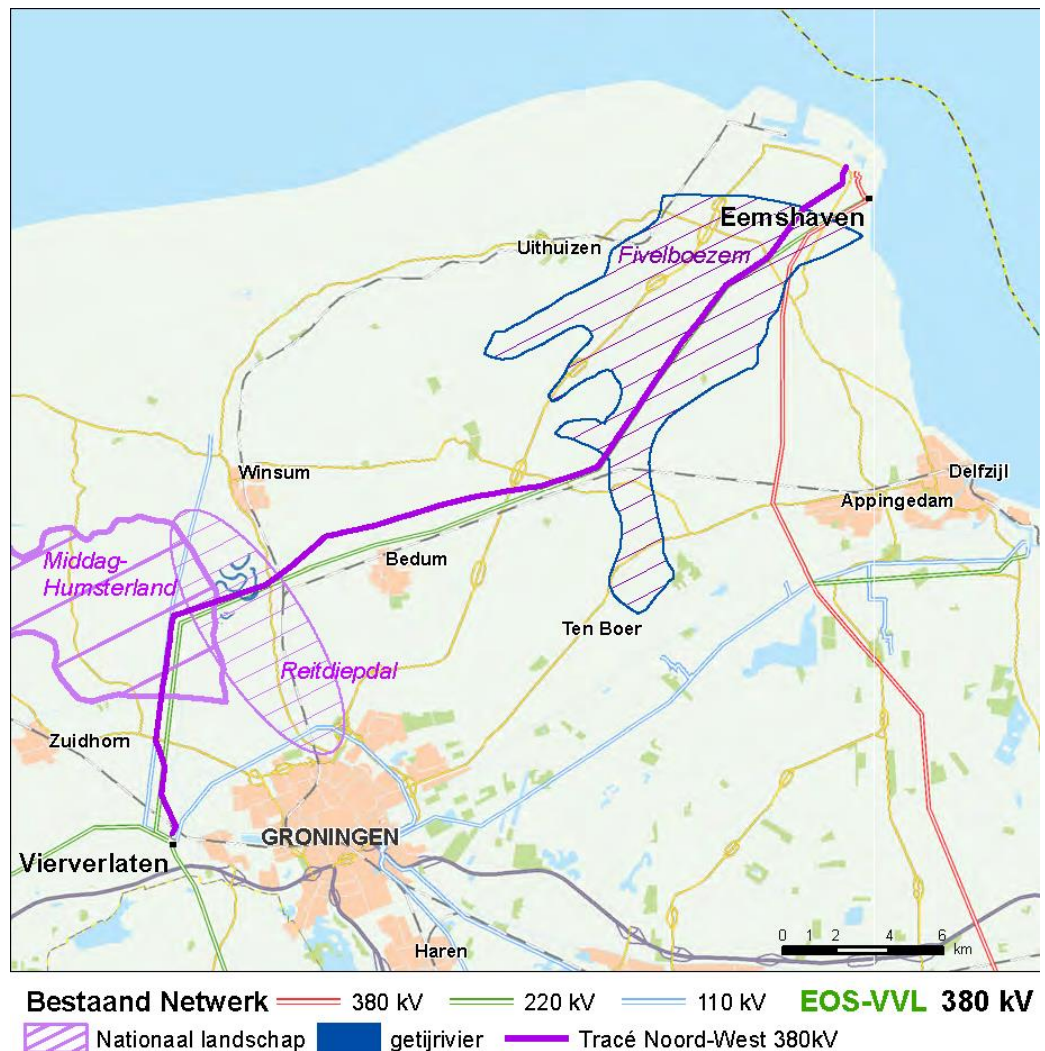 Eemshaven
Uithuizen
Fivelboezem
Winsum
Delfzijl
Appingedam
Middag-
Humsterland
Bedum
Ten Boer
Reitdiepdal
Zuidhorn
GRONINGEN
Vierverlaten
Haren
0 1 2 4 6
km
Bestaand Netwerk 380 kV 220 kV 110 kV EOS-VVL 380 kV
Nationaal landschap getijrivier Tracé Noord-West 380kV